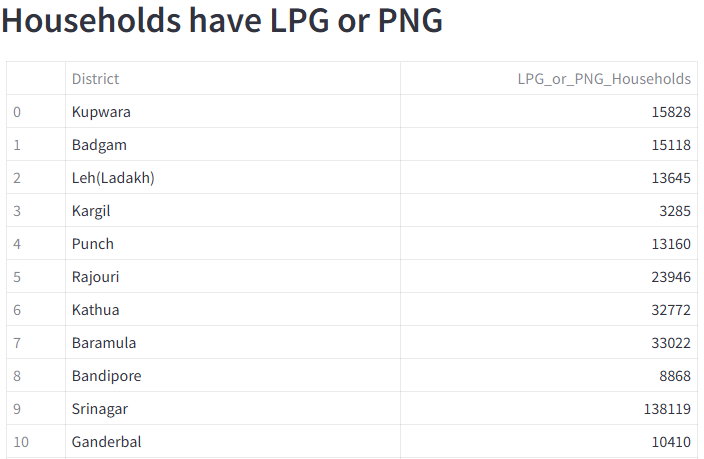 Households have LPG or PNG
District LPG_or_PNG_Households
0 Kupwara 15828
1 Badgam 15118
2 Leh(Ladakh) 13645
3 Kargil 3285
4 Punch 13160
5 Rajouri 23946
6 Kathua 32772
7 Baramula 33022
8 Bandipore 8868
9 Srinagar 138119
10 Ganderbal 10410